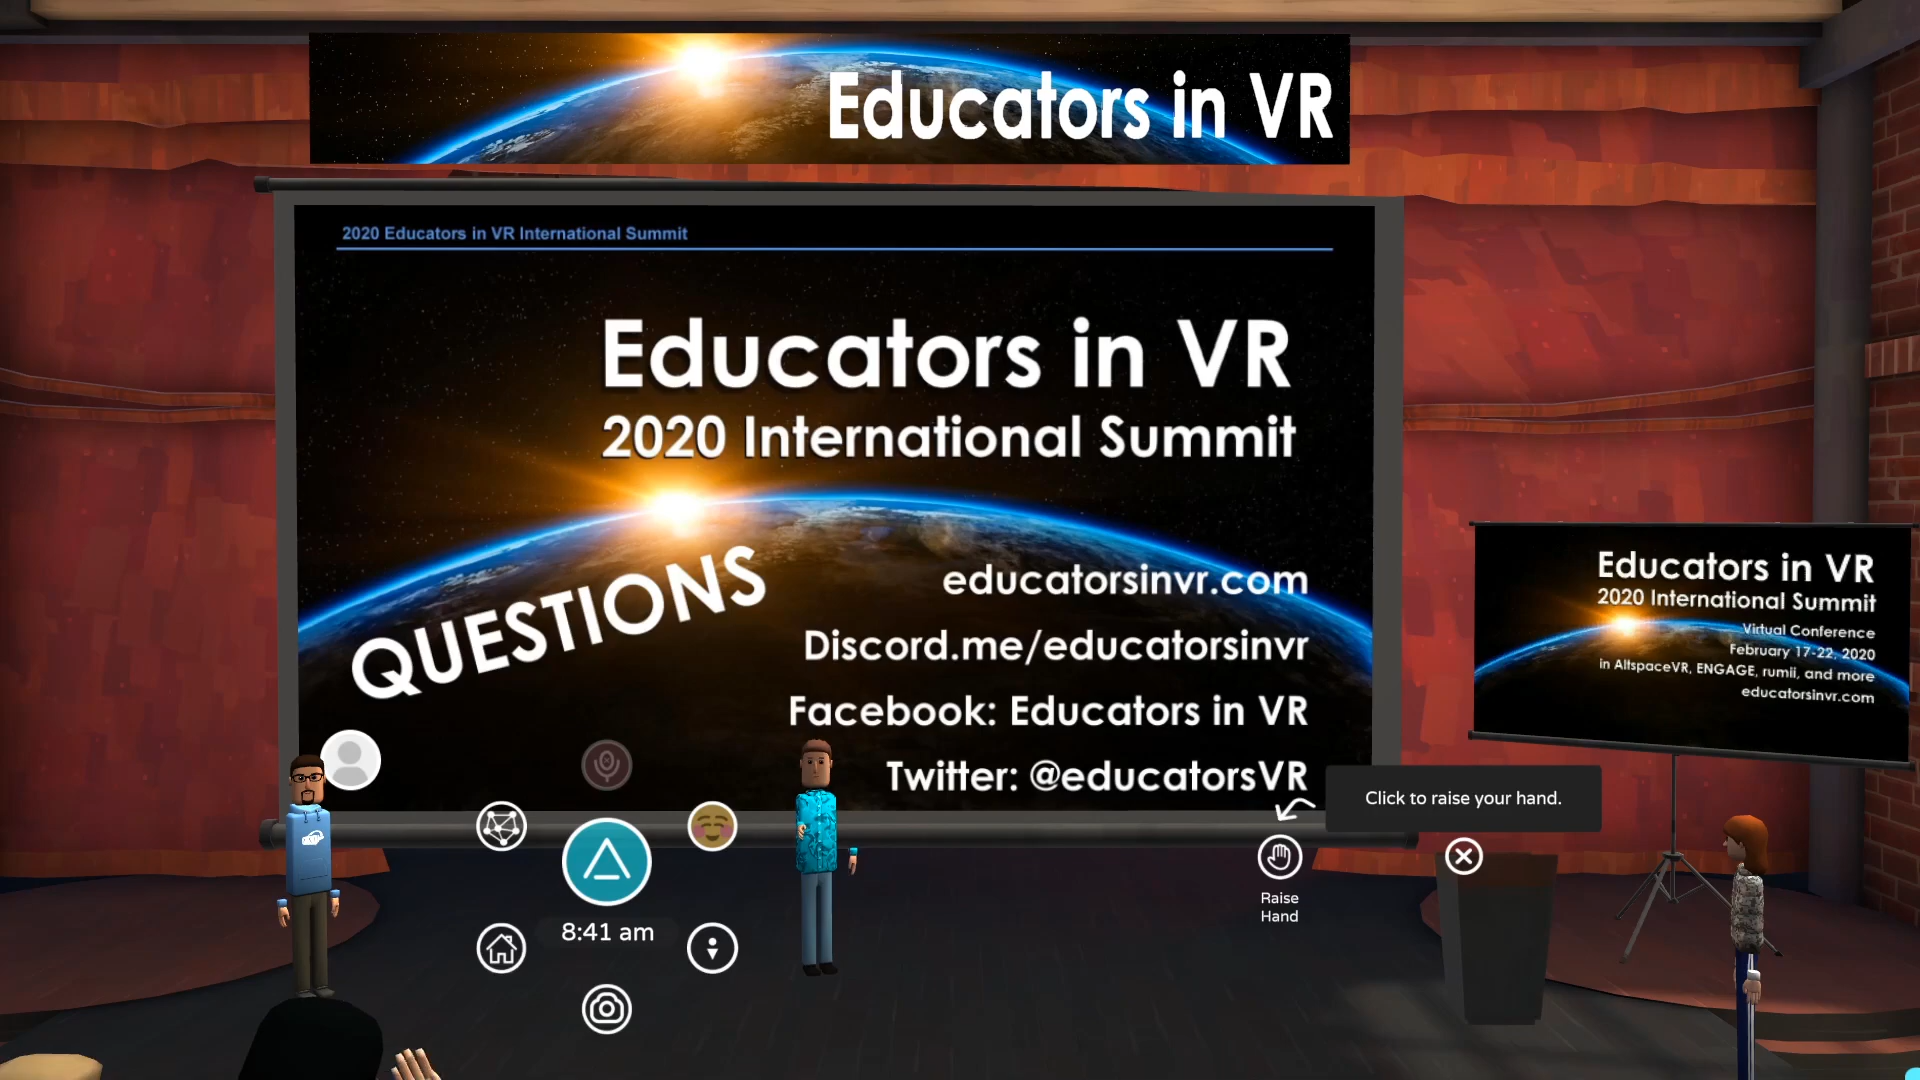 Educators in VR
2020 Educators in VR International Summit
Educators in VR
2020 International Summit
QUESTIONS
educatorsinvr.com
Discord.me/educatorsinvr
Facebook: Educators in VR
Twitter: @educatorsVR
Educators in VR
2020 International Summit
Virtual Conference
February 17-22, 2020
in AltspaceVR, ENGAGE, rumii, and more
educatorsinvr.com
Click to raise your hand.
Raise
Hand
8:41 am